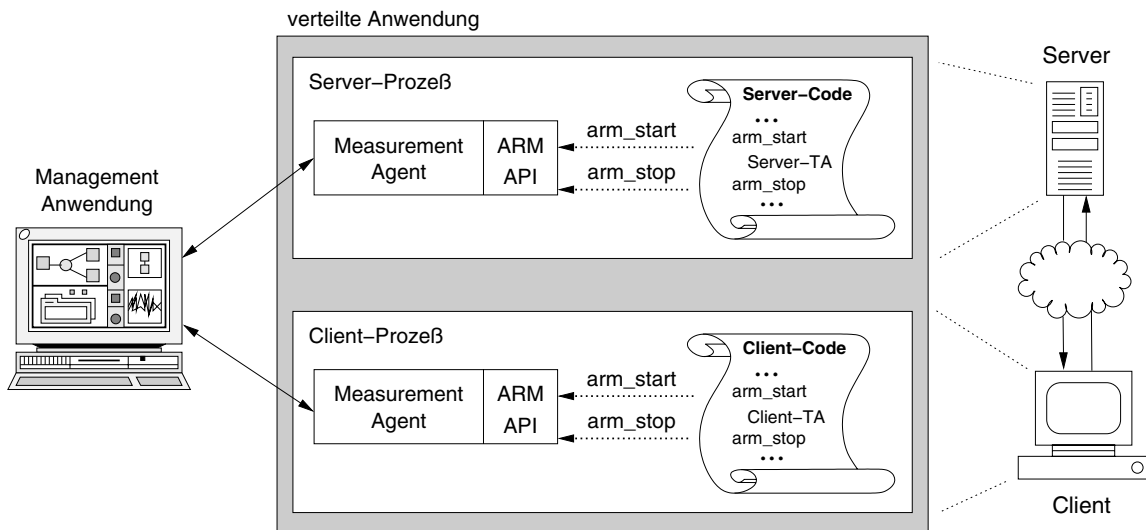 verteilte Anwendung
Server–Prozeß
Measurement
Agent
ARM
API
arm_start
arm_stop
Server–Code
...
arm_start
Server–TA
arm_stop
...
Management
Anwendung
Client–Prozeß
Measurement
Agent
ARM
API
arm_start
arm_stop
Client–Code
...
arm_start
Client–TA
arm_stop
...
Server
Client